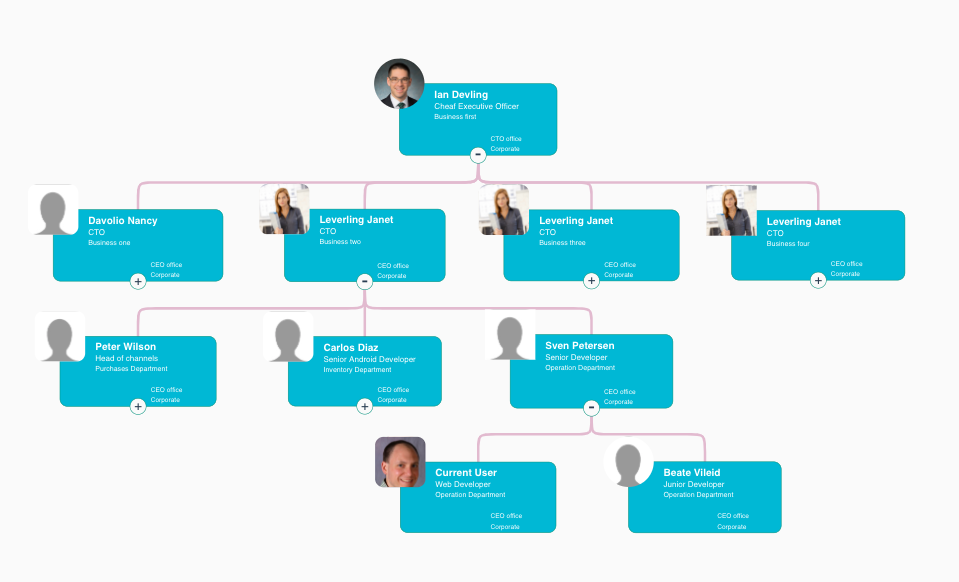 Ian Devling
Cheaf Executive Officer
Business first
CTO office
Corporate
-
Davolio Nancy
CTO
Business one
CEO office
Corporate
+
Leverling Janet
CTO
Business two
CEO office
Corporate
-
Leverling Janet
CTO
Business three
CEO office
Corporate
+
Leverling Janet
CTO
Business four
CEO office
Corporate
+
Peter Wilson
Head of channels
Purchases Department
CEO office
Corporate
+
Carlos Diaz
Senior Android Developer
Inventory Department
CEO office
Corporate
+
Sven Petersen
Senior Developer
Operation Department
CEO office
Corporate
-
Current User
Web Developer
Operation Department
CEO office
Corporate
Beate Vileid
Junior Developer
Operation Department
CEO office
Corporate